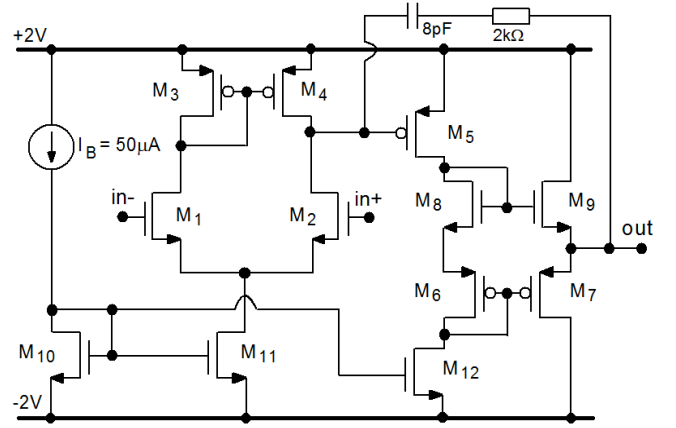 8pF
2kΩ
+2V
M3
M4
M5
IB = 50μA
in-
M1
M2
in+
M8
M9
out
M6
M7
M10
M11
M12
-2V